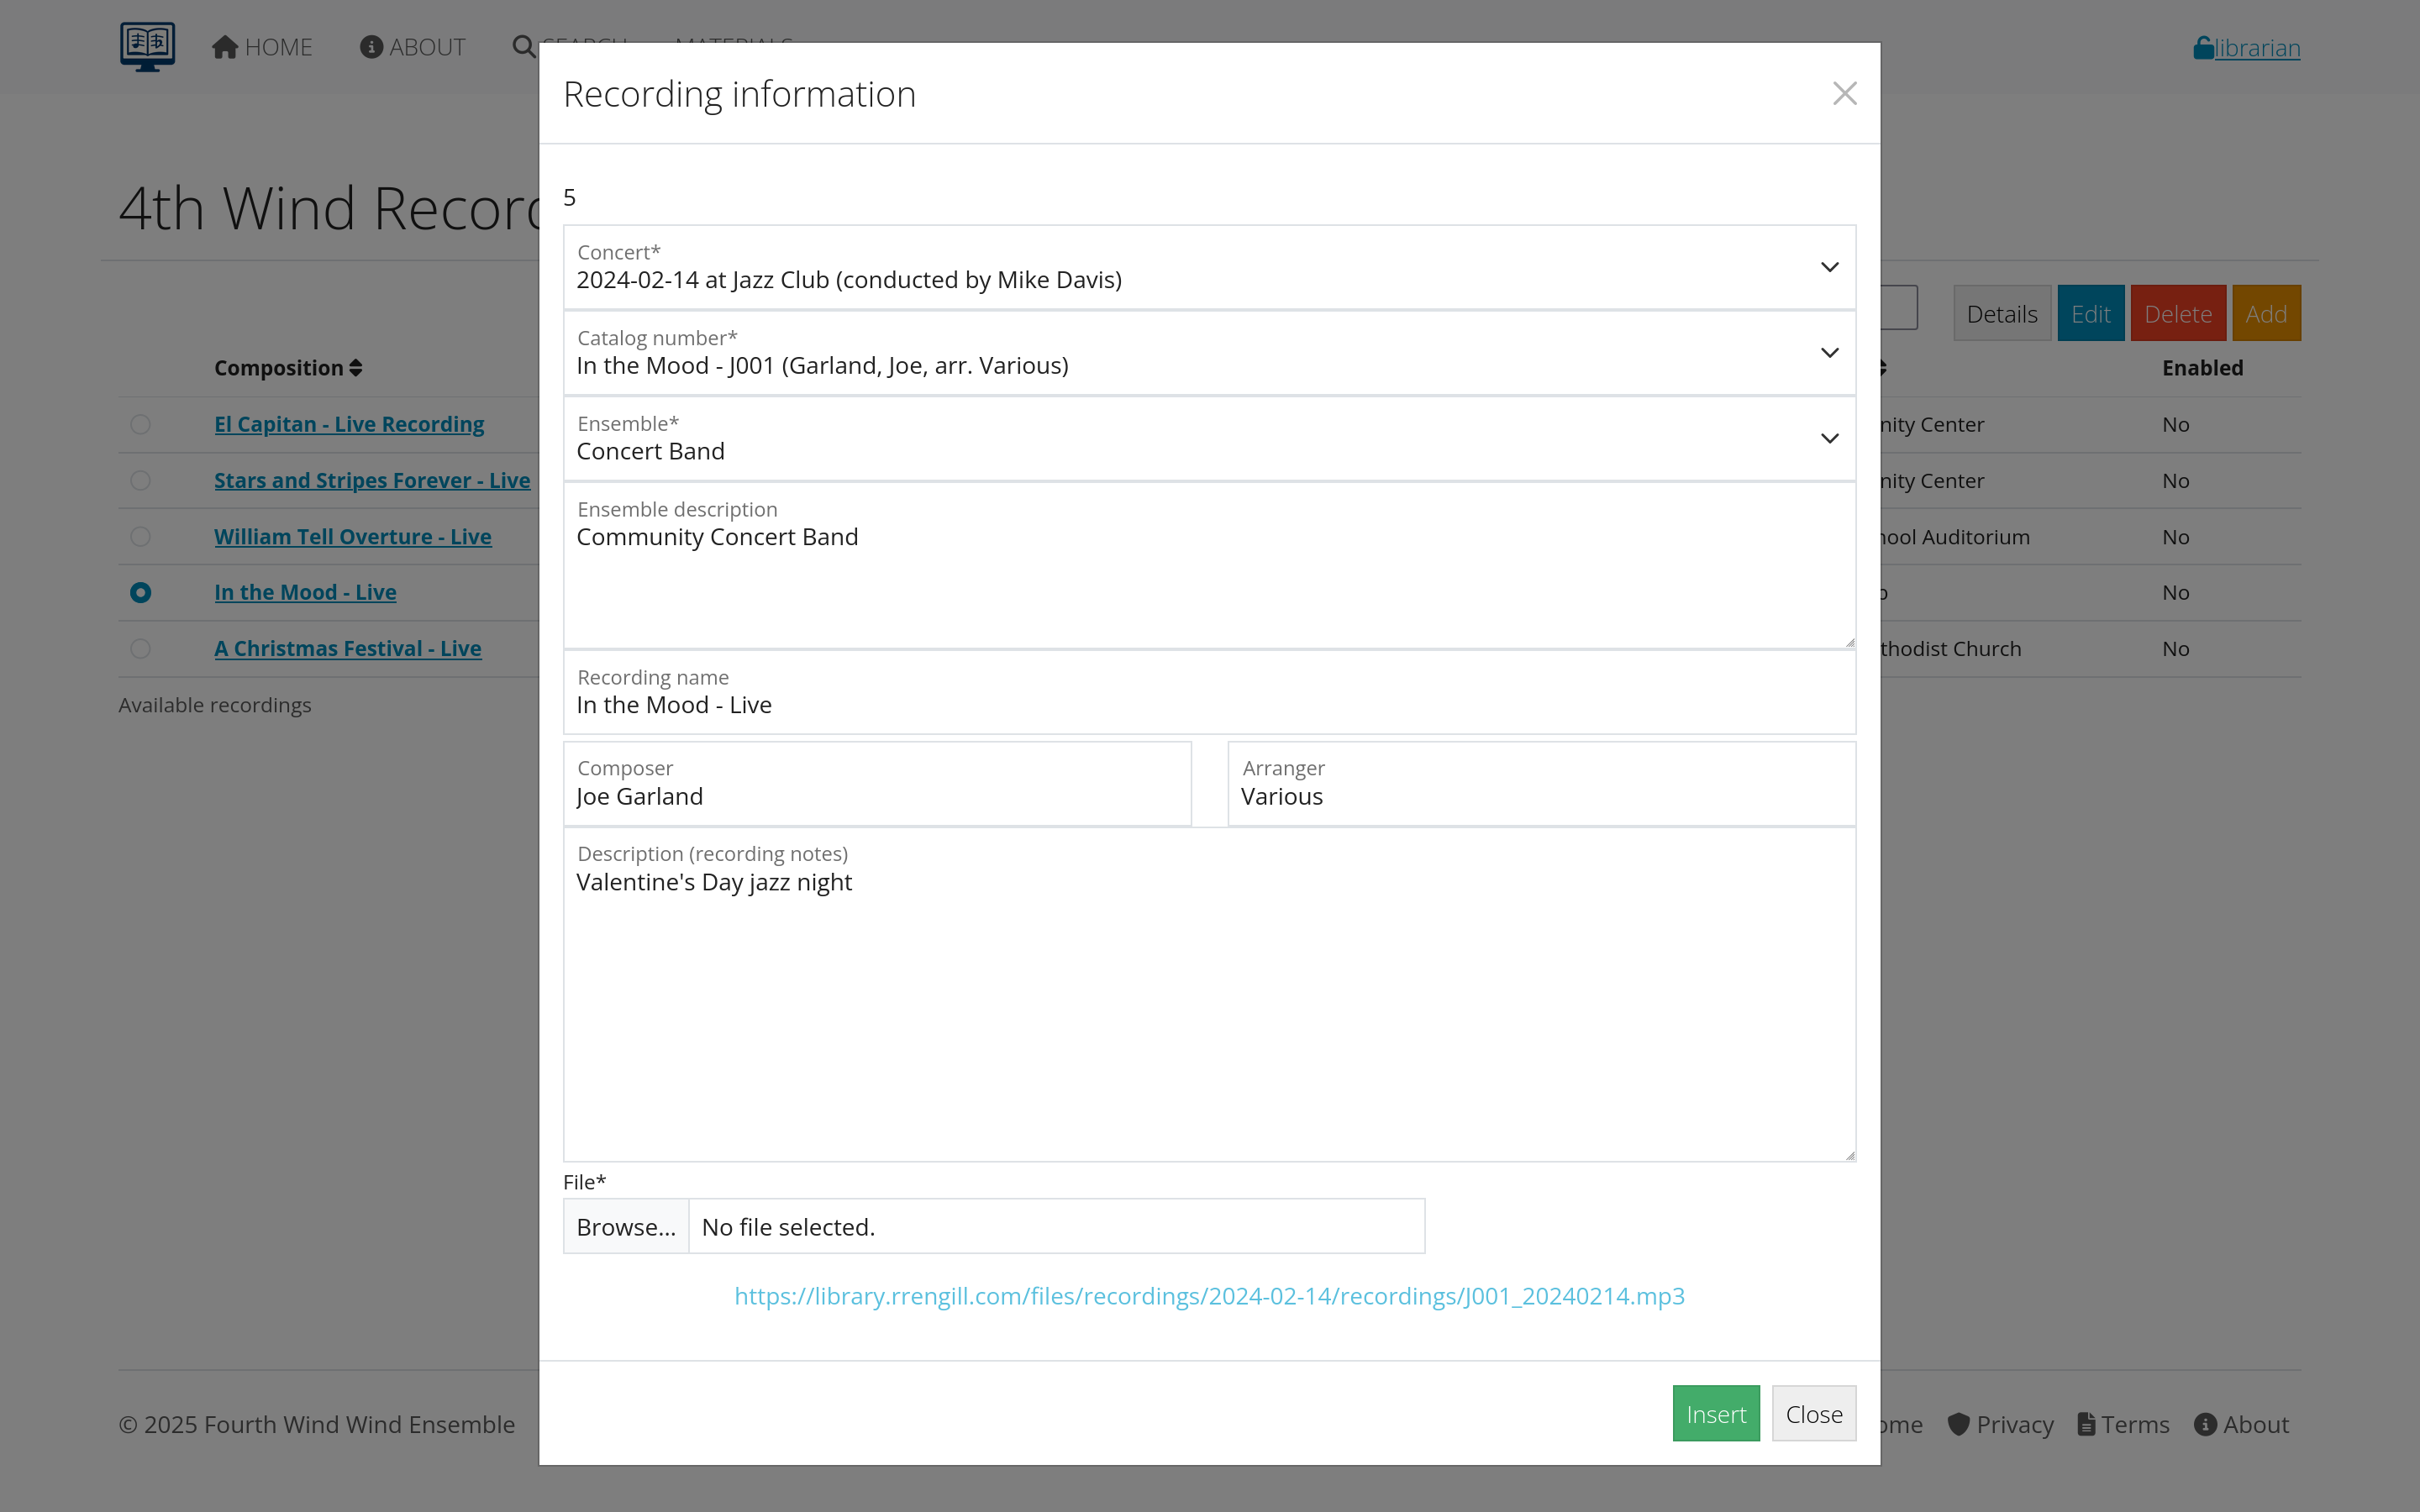 HOME ABOUT SEARCH MATERIALS librarian
Recording information
4th Wind Record
5
Concert*
2024-02-14 at Jazz Club (conducted by Mike Davis)
Catalog number*
In the Mood - J001 (Garland, Joe, arr. Various)
Ensemble*
Concert Band
Ensemble description
Community Concert Band
Recording name
In the Mood - Live
Composer
Joe Garland
Arranger
Various
Description (recording notes)
Valentine's Day jazz night
File*
Browse... No file selected.
https://library.rrengill.com/files/recordings/2024-02-14/recordings/J001_20240214.mp3
Insert Close
Details Edit Delete Add
Composition Enabled
El Capitan - Live Recording nity Center No
Stars and Stripes Forever - Live nity Center No
William Tell Overture - Live hool Auditorium No
In the Mood - Live b No
A Christmas Festival - Live thodist Church No
Available recordings
© 2025 Fourth Wind Wind Ensemble ome Privacy Terms About